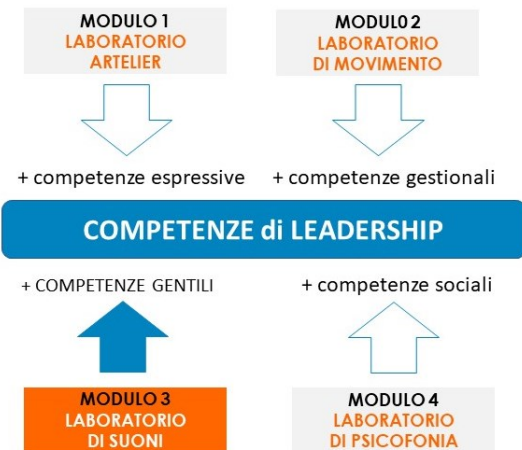 MODULO 1
LABORATORIO
ARTELIER
MODUL0 2
LABORATORIO
DI MOVIMENTO
+ competenze espressive
+ competenze gestionali
COMPETENZE di LEADERSHIP
+ COMPETENZE GENTILI
+ competenze sociali
MODULO 3
LABORATORIO
DI SUONI
MODULO 4
LABORATORIO
DI PSICOFONIA